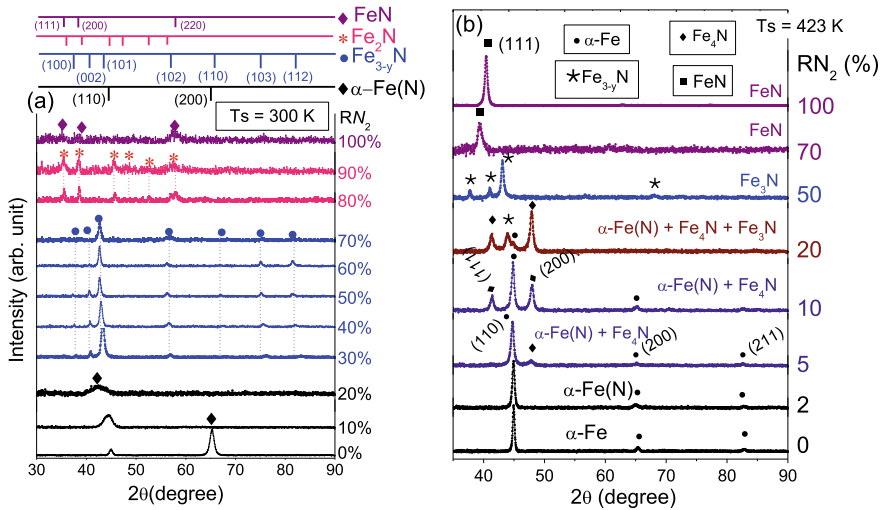 FeN
(111) (200) (220)
Fe2N
Fe3-yN
(100) (002) (101) (102) (110) (103) (112)
α-Fe(N)
(110) (200)
(a)
Ts = 300 K
RN2
100%
90%
80%
70%
60%
50%
40%
30%
20%
10%
0%
Intensity (arb. unit)
30 40 50 60 70 80 90
2θ(degree)
(b)
(111)
α-Fe
Fe4N
Ts = 423 K
Fe3-yN
FeN
RN2 (%)
FeN
100
FeN
70
Fe3N
50
α-Fe(N) + Fe4N + Fe3N
20
(111) (200)
α-Fe(N) + Fe4N
10
(110)
α-Fe(N) + Fe4N
(200) (211)
5
α-Fe(N)
2
α-Fe
0
40 50 60 70 80 90
2θ (degree)